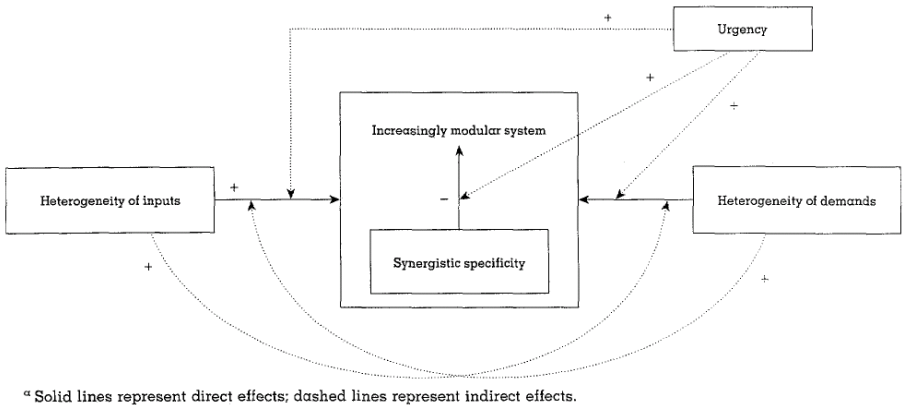 +
Urgency
+
+
Increasingly modular system
Heterogeneity of inputs
+
−
Heterogeneity of demands
Synergistic specificity
+
+
ᵃ Solid lines represent direct effects; dashed lines represent indirect effects.